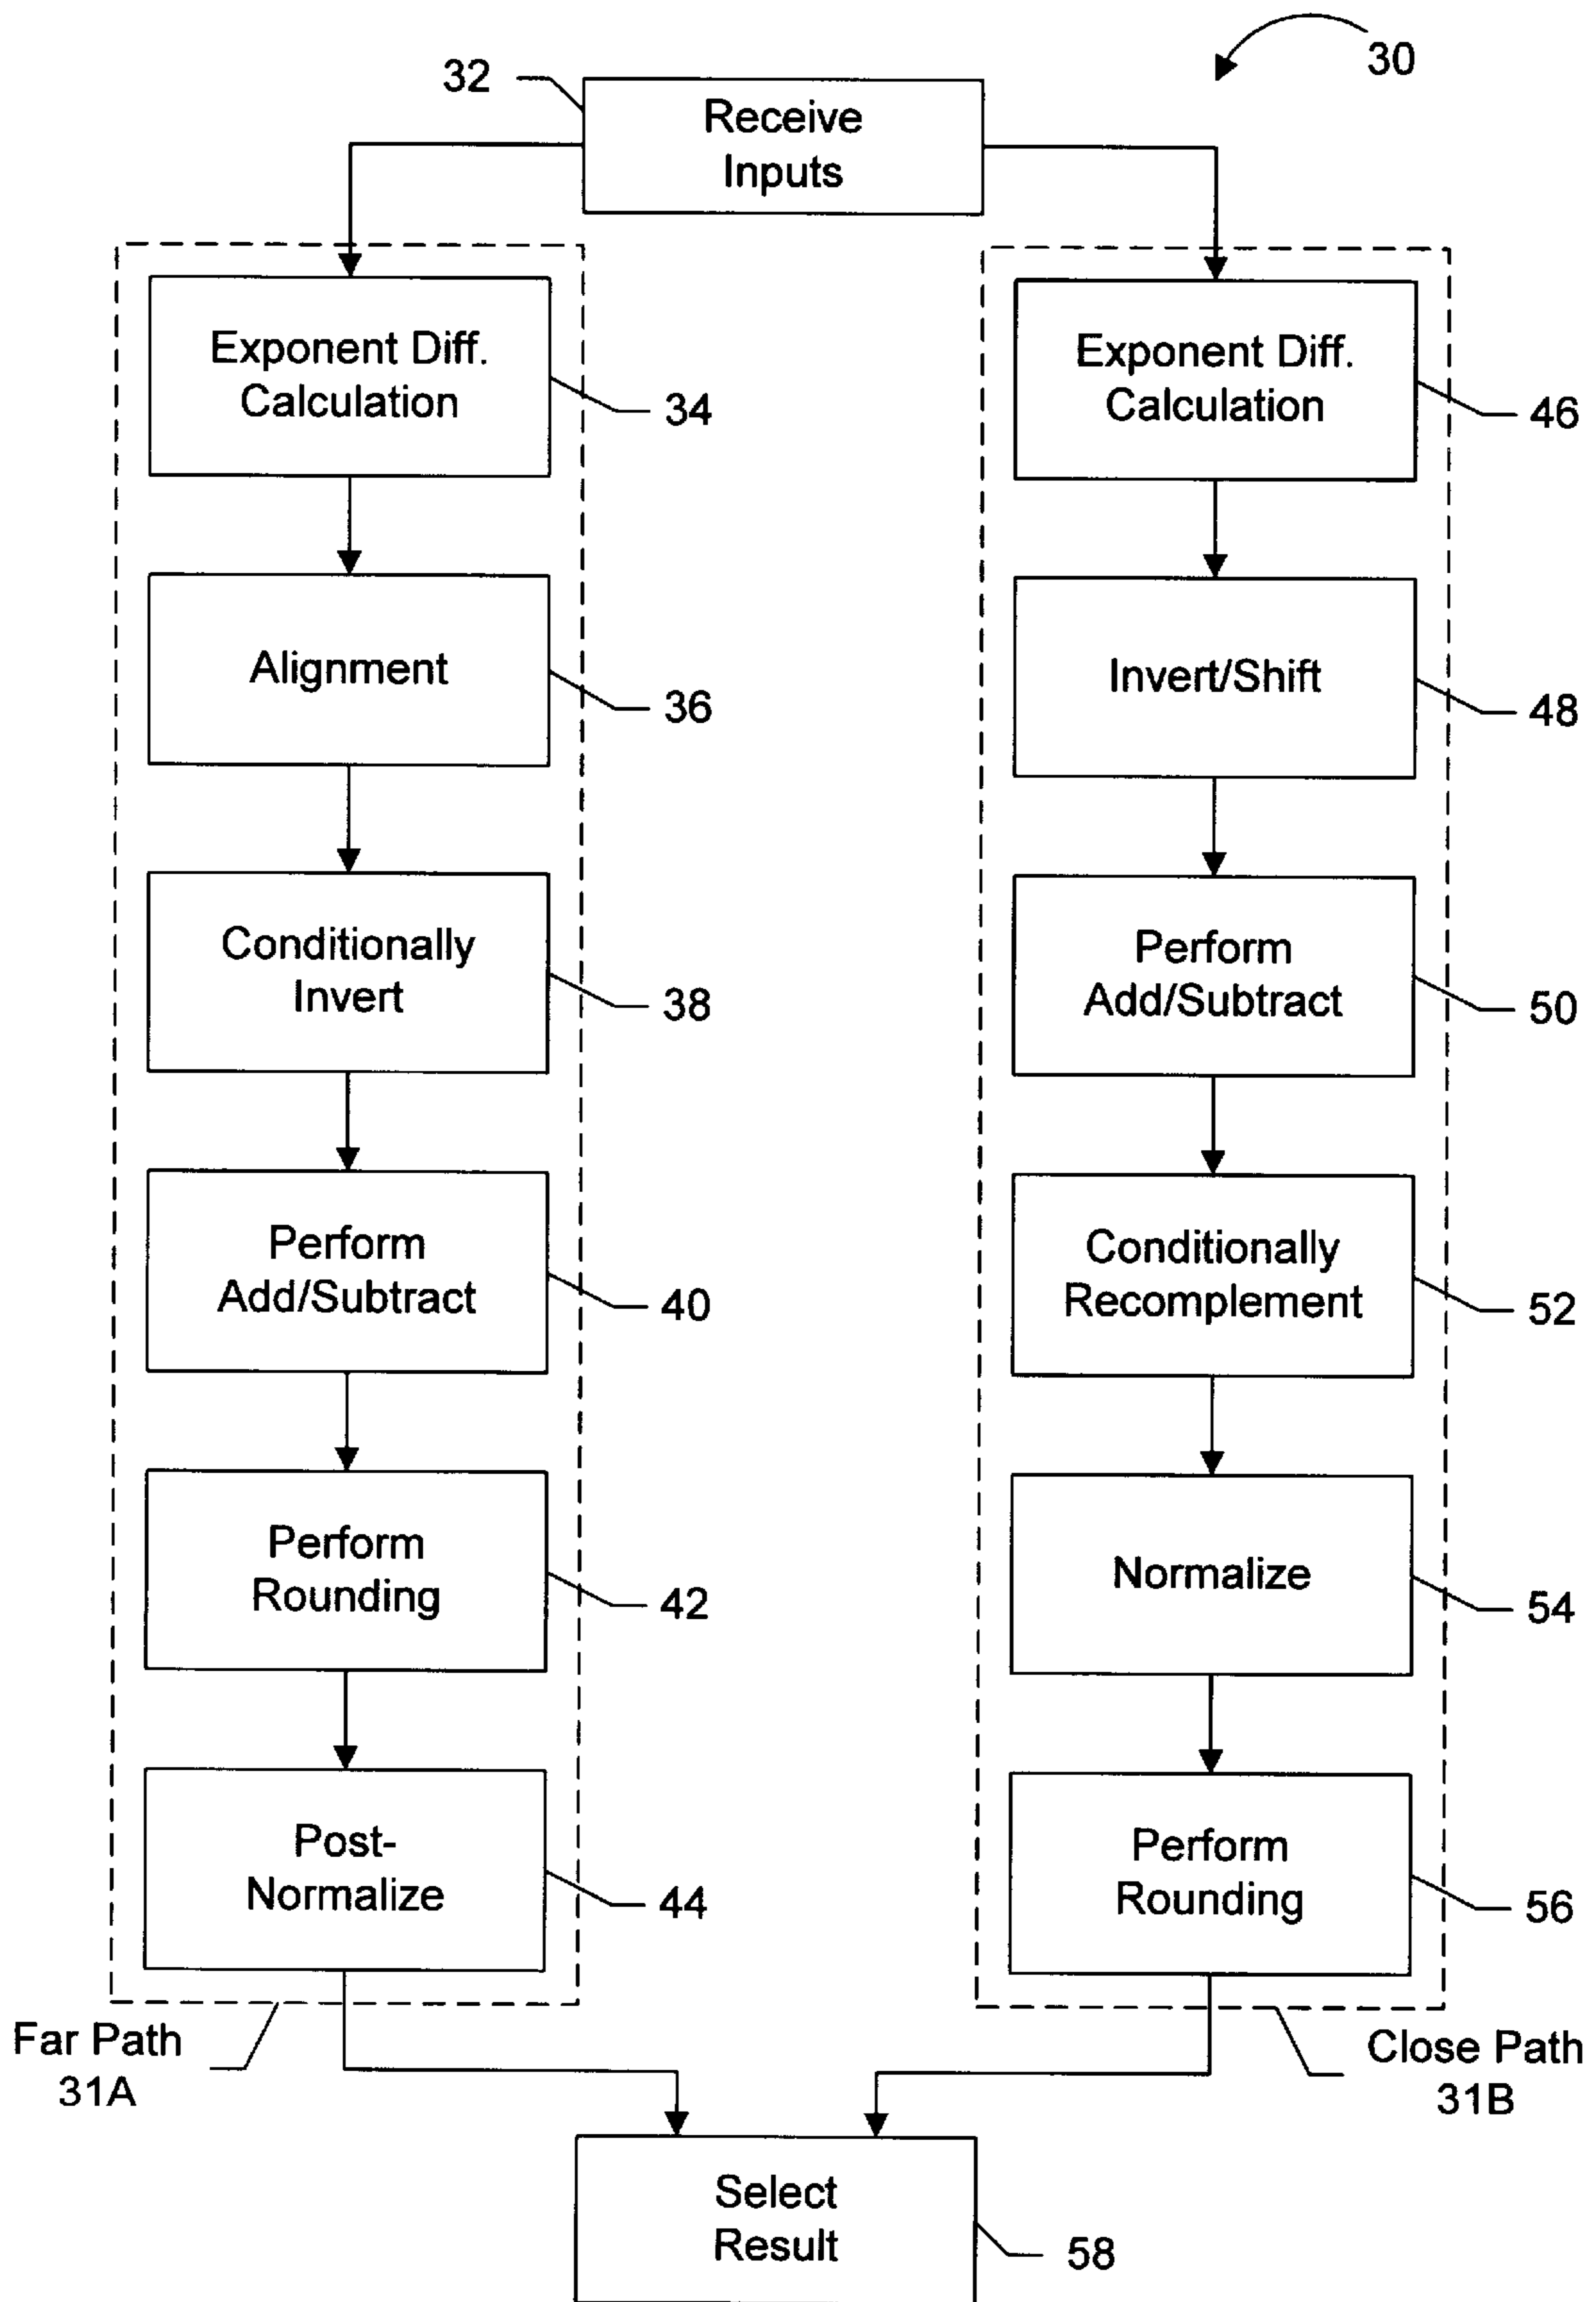 30
32
Receive
Inputs
Exponent Diff.
Calculation
34
Alignment
36
Conditionally
Invert
38
Perform
Add/Subtract
40
Perform
Rounding
42
Post-
Normalize
44
Far Path
31A
Exponent Diff.
Calculation
46
Invert/Shift
48
Perform
Add/Subtract
50
Conditionally
Recomplement
52
Normalize
54
Perform
Rounding
56
Close Path
31B
Select
Result
58